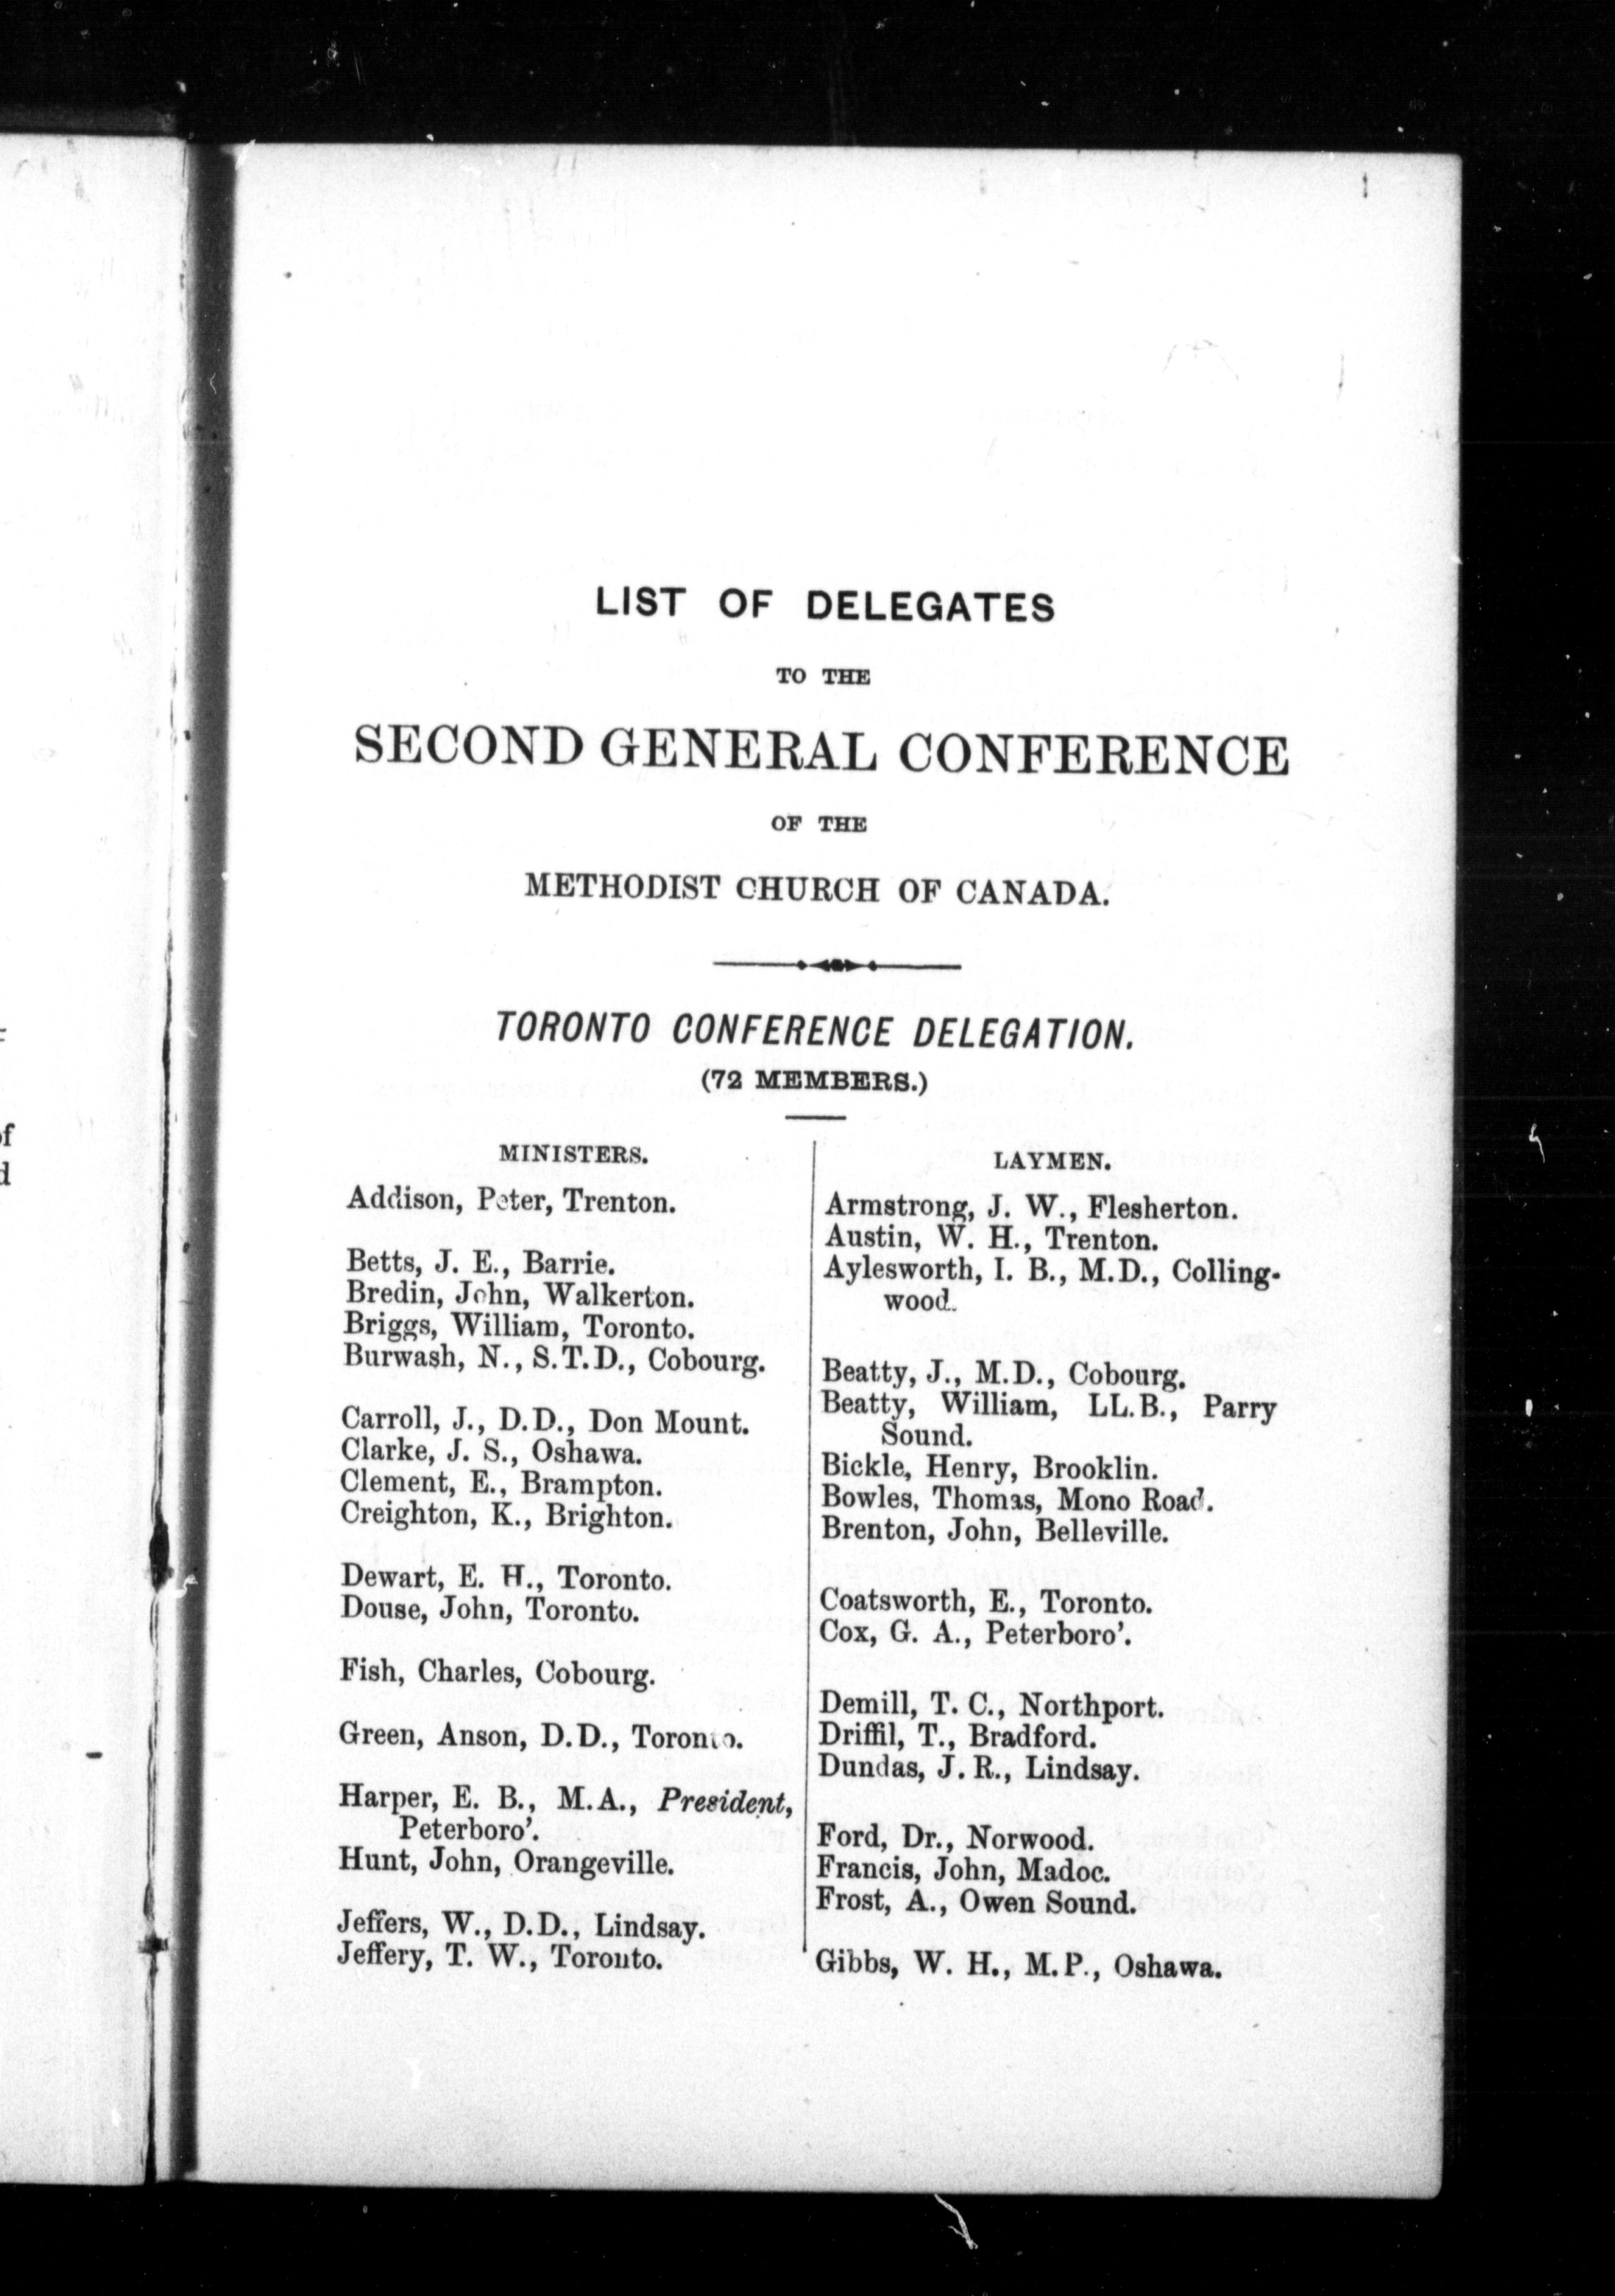 LIST OF DELEGATES
TO THE
SECOND GENERAL CONFERENCE
OF THE
METHODIST CHURCH OF CANADA.
TORONTO CONFERENCE DELEGATION.
(72 MEMBERS.)
MINISTERS.
Addison, Peter, Trenton.
Betts, J. E., Barrie.
Bredin, John, Walkerton.
Briggs, William, Toronto.
Burwash, N., S.T.D., Cobourg.
Carroll, J., D.D., Don Mount.
Clarke, J. S., Oshawa.
Clement, E., Brampton.
Creighton, K., Brighton.
Dewart, E. H., Toronto.
Douse, John, Toronto.
Fish, Charles, Cobourg.
Green, Anson, D.D., Toronto.
Harper, E. B., M.A., President,
Peterboro'.
Hunt, John, Orangeville.
Jeffers, W., D.D., Lindsay.
Jeffery, T. W., Toronto.
LAYMEN.
Armstrong, J. W., Flesherton.
Austin, W. H., Trenton.
Aylesworth, I. B., M.D., Colling-
wood.
Beatty, J., M.D., Cobourg.
Beatty, William, LL.B., Parry
Sound.
Bickle, Henry, Brooklin.
Bowles, Thomas, Mono Road.
Brenton, John, Belleville.
Coatsworth, E., Toronto.
Cox, G. A., Peterboro'.
Demill, T. C., Northport.
Driffil, T., Bradford.
Dundas, J. R., Lindsay.
Ford, Dr., Norwood.
Francis, John, Madoc.
Frost, A., Owen Sound.
Gibbs, W. H., M.P., Oshawa.